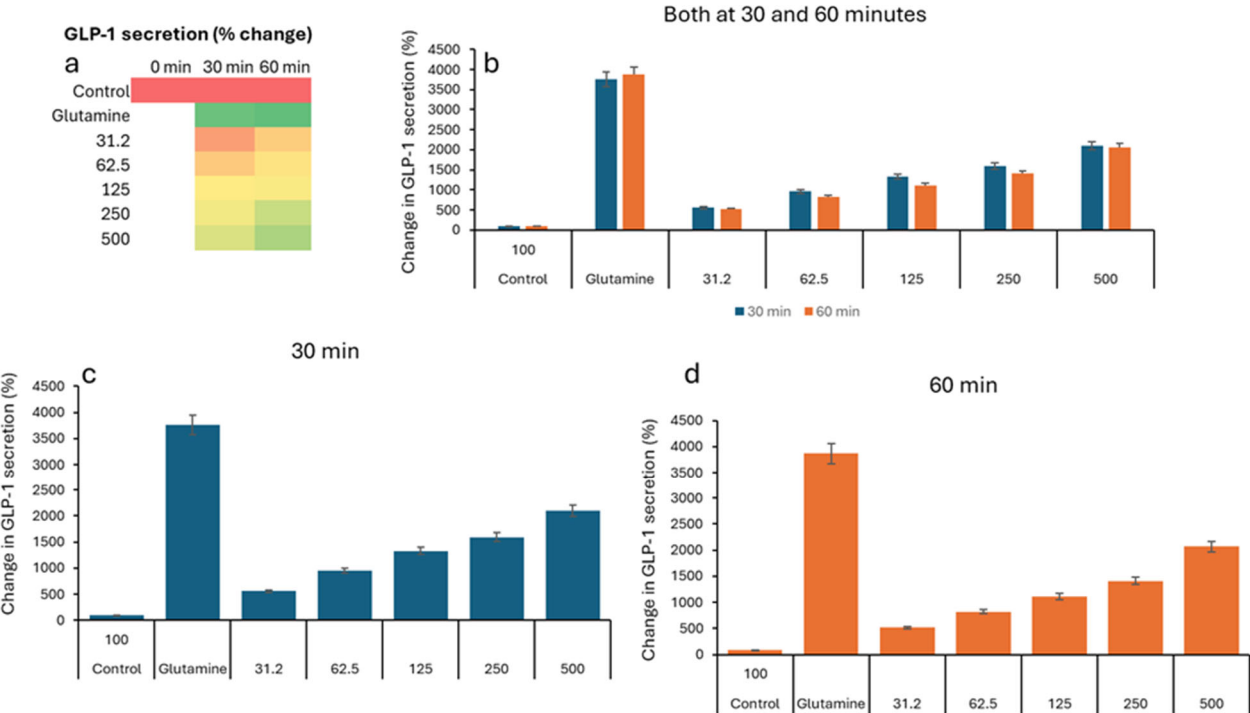 GLP-1 secretion (% change)
a
0 min 30 min 60 min
Control
Glutamine
31.2
62.5
125
250
500
Both at 30 and 60 minutes
b
Change in GLP-1 secretion (%)
4500
4000
3500
3000
2500
2000
1500
1000
500
0
100
Control Glutamine 31.2 62.5 125 250 500
30 min 60 min
30 min
c
Change in GLP-1 secretion (%)
4500
4000
3500
3000
2500
2000
1500
1000
500
0
100
Control Glutamine 31.2 62.5 125 250 500
d
60 min
Change in GLP-1 secretion (%)
4500
4000
3500
3000
2500
2000
1500
1000
500
0
100
Control Glutamine 31.2 62.5 125 250 500